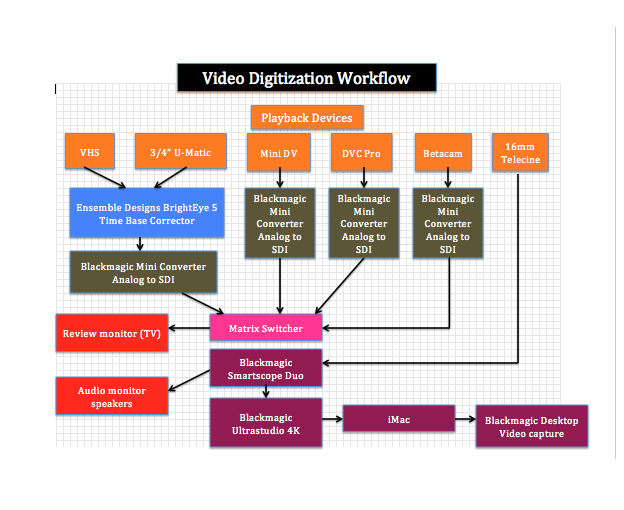 Video Digitization Workflow
Playback Devices
VHS
3/4" U-Matic
Mini DV
DVC Pro
Betacam
16mm
Telecine
Ensemble Designs BrightEye 5
Time Base Corrector
Blackmagic
Mini
Converter
Analog to
SDI
Blackmagic
Mini
Converter
Analog to
SDI
Blackmagic
Mini
Converter
Analog to
SDI
Blackmagic Mini Converter
Analog to SDI
Review monitor (TV)
Matrix Switcher
Blackmagic
Smartscope Duo
Audio monitor
speakers
Blackmagic
Ultrastudio 4K
iMac
Blackmagic Desktop
Video capture